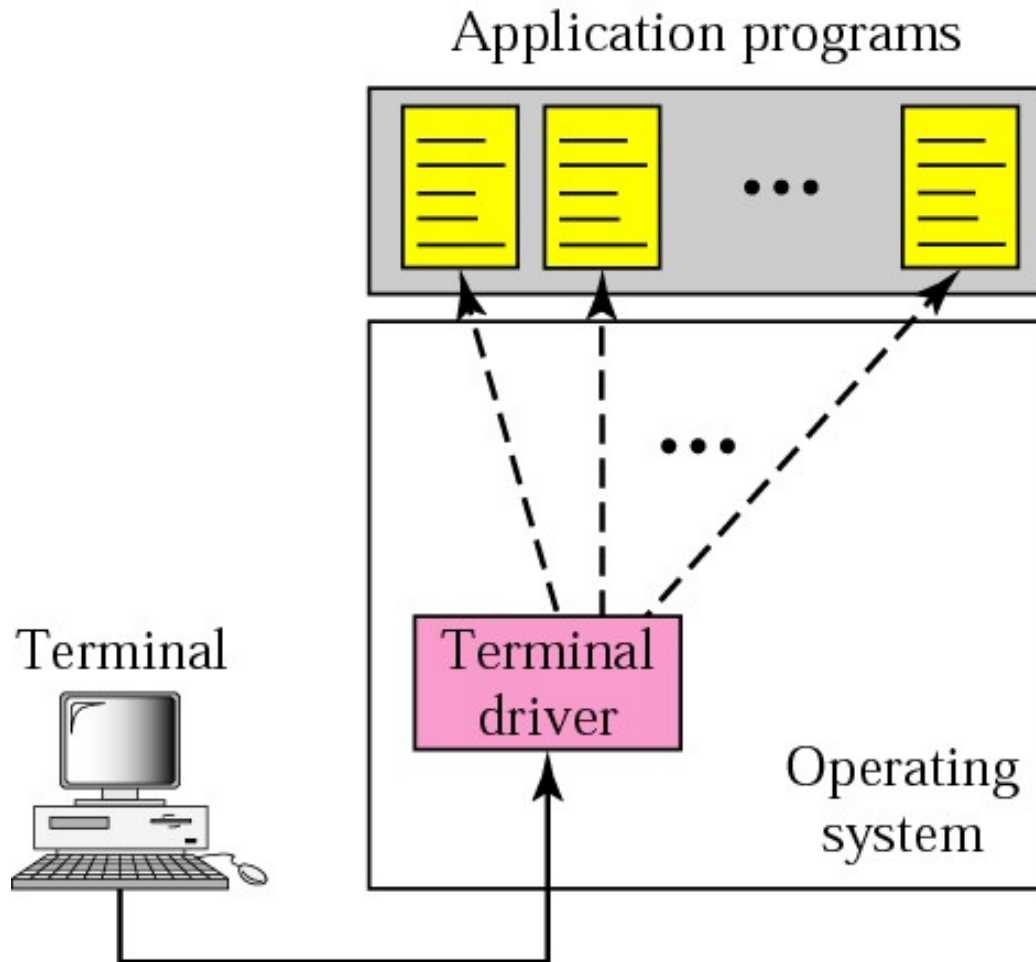 Application programs
Terminal
Terminal
driver
Operating
system